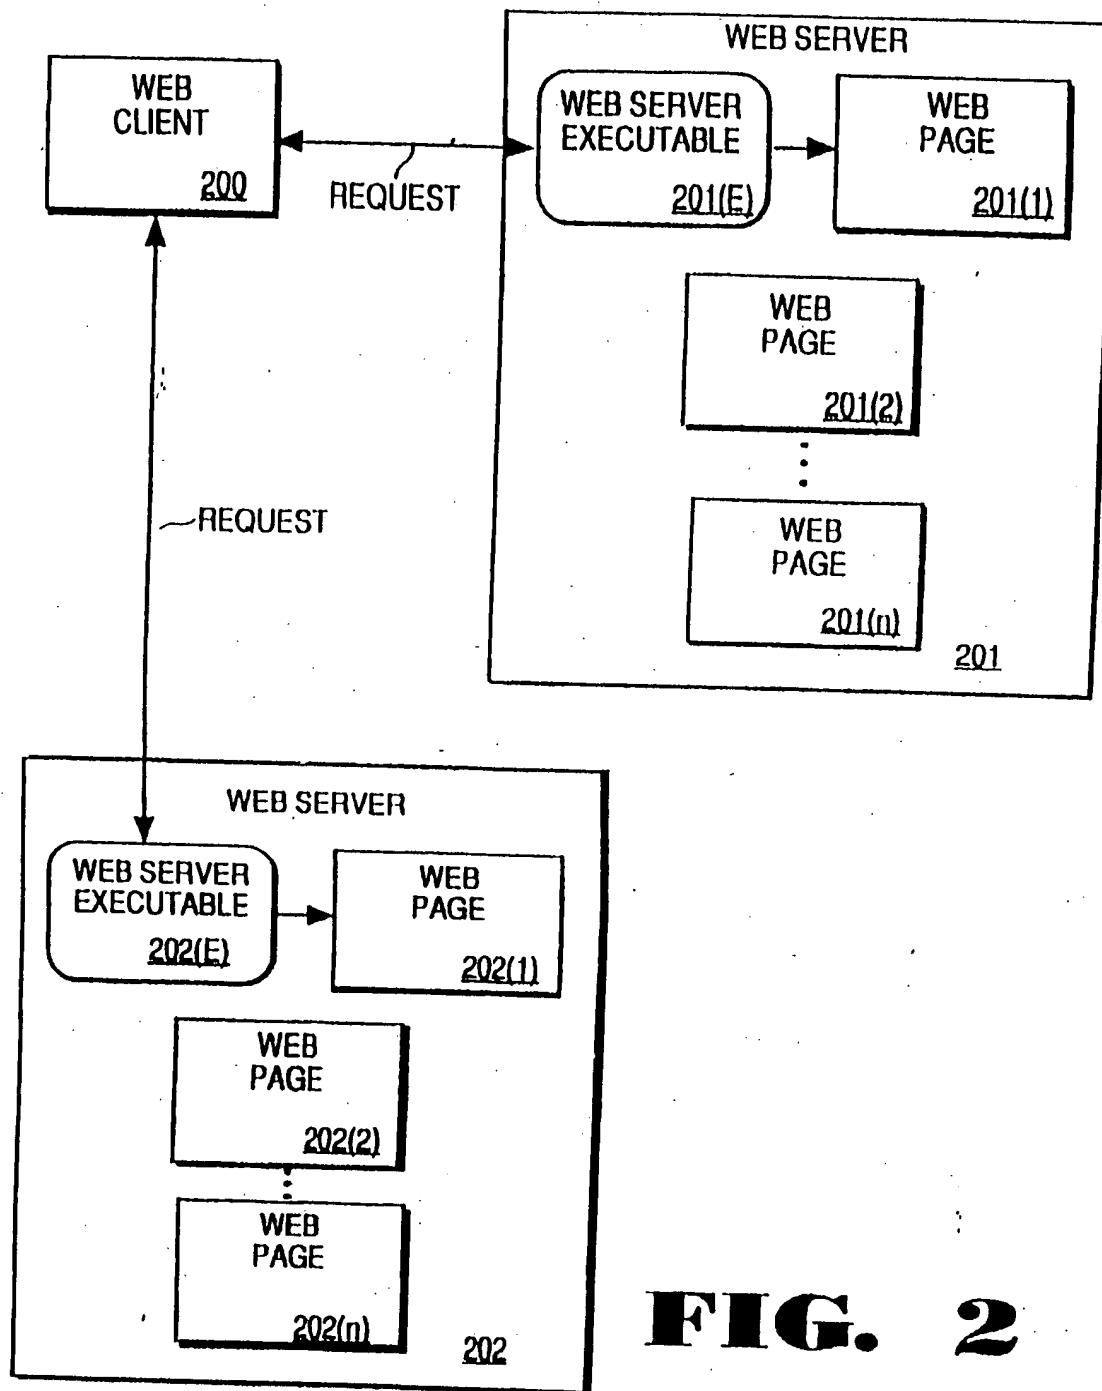 WEB SERVER
WEB
CLIENT
200
REQUEST
WEB SERVER
EXECUTABLE
201(E)
WEB
PAGE
201(1)
WEB
PAGE
201(2)
WEB
PAGE
201(n)
201
REQUEST
WEB SERVER
WEB SERVER
EXECUTABLE
202(E)
WEB
PAGE
202(1)
WEB
PAGE
202(2)
WEB
PAGE
202(n)
202
FIG. 2